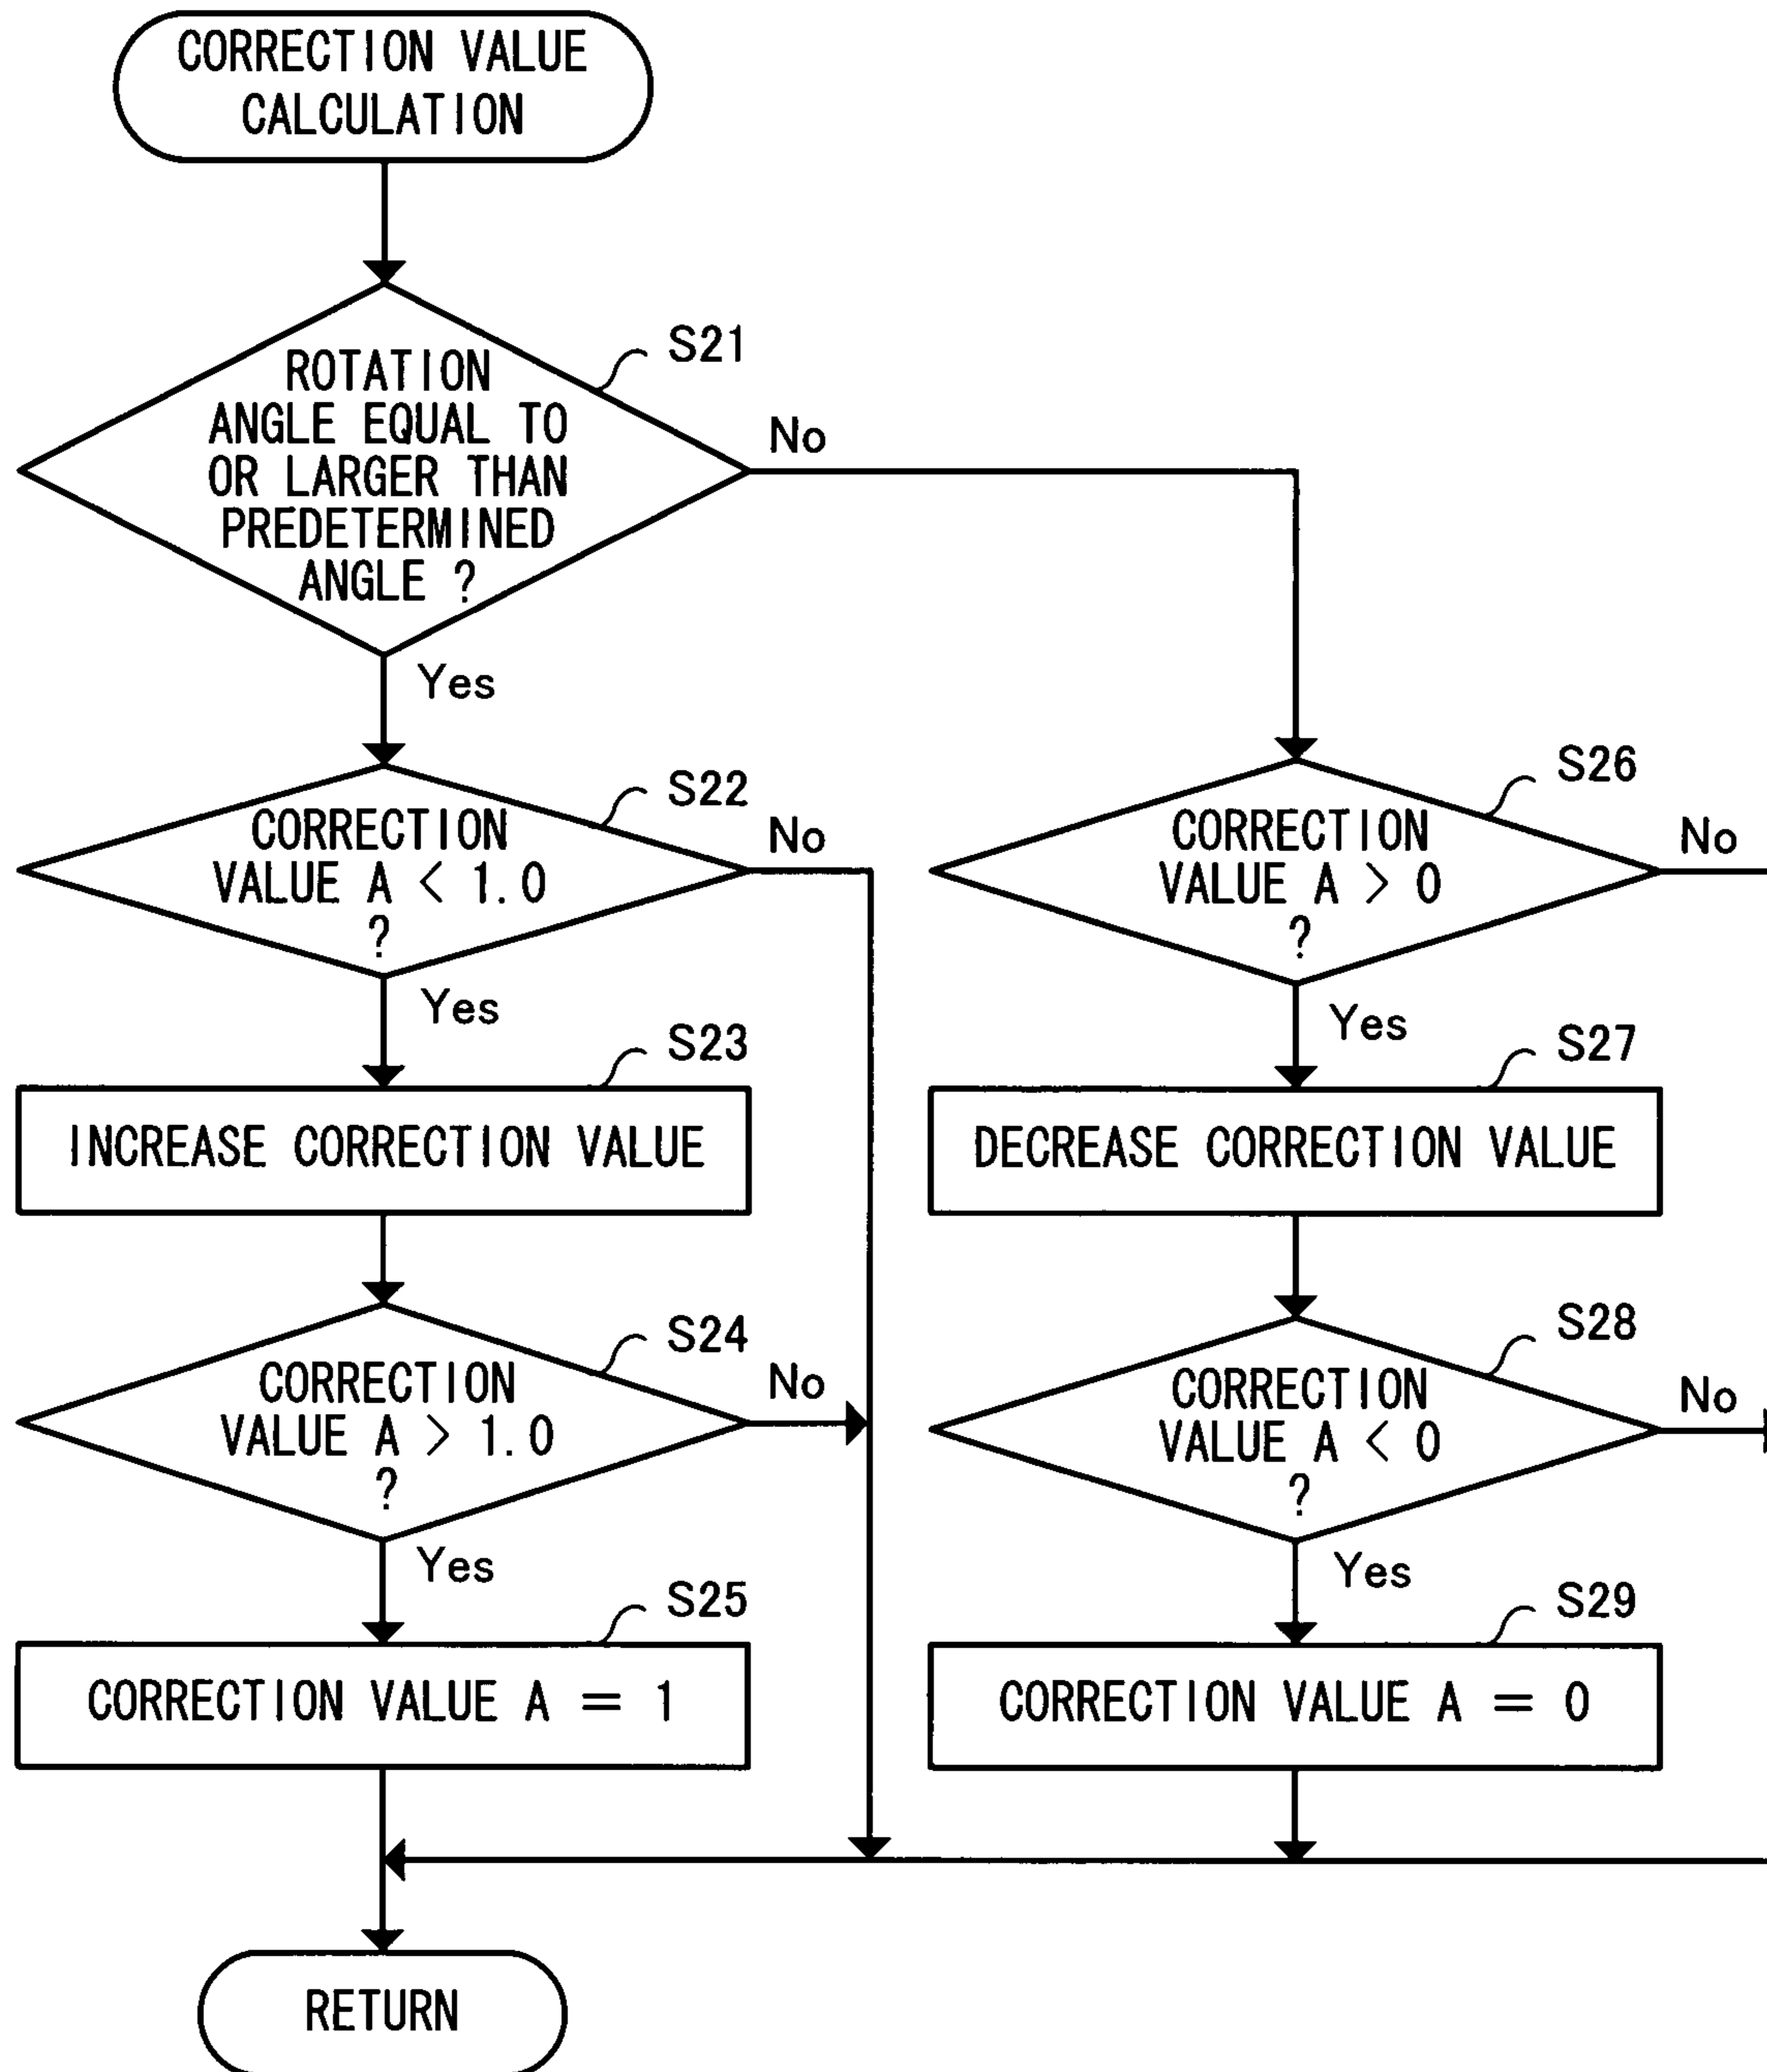 CORRECTION VALUE
CALCULATION
S21
ROTATION
ANGLE EQUAL TO
OR LARGER THAN
PREDETERMINED
ANGLE ?
No
Yes
S22
CORRECTION
VALUE A < 1.0
?
No
Yes
S23
INCREASE CORRECTION VALUE
S24
CORRECTION
VALUE A > 1.0
?
No
Yes
S25
CORRECTION VALUE A = 1
S26
CORRECTION
VALUE A > 0
?
No
Yes
S27
DECREASE CORRECTION VALUE
S28
CORRECTION
VALUE A < 0
?
No
Yes
S29
CORRECTION VALUE A = 0
RETURN